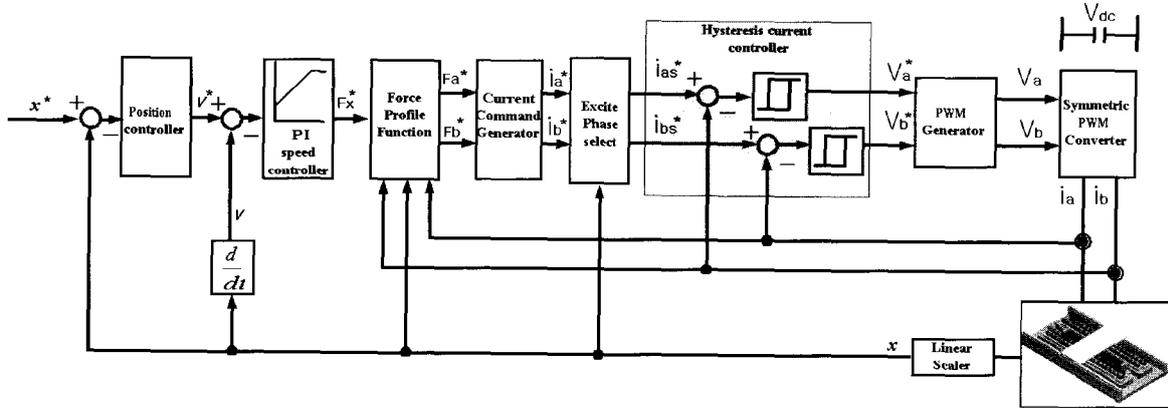 Vdc
Hysteresis current
controller
x*
+
−
Position
controller
v*
+
−
PI
speed
controller
Fx*
Force
Profile
Function
Fa*
Fb*
Current
Command
Generator
ia*
ib*
Excite
Phase
select
ias*
ibs*
+
−
+
−
Va*
Vb*
PWM
Generator
Va
Vb
Symmetric
PWM
Converter
ia
ib
v
d
dt
x
Linear
Scaler